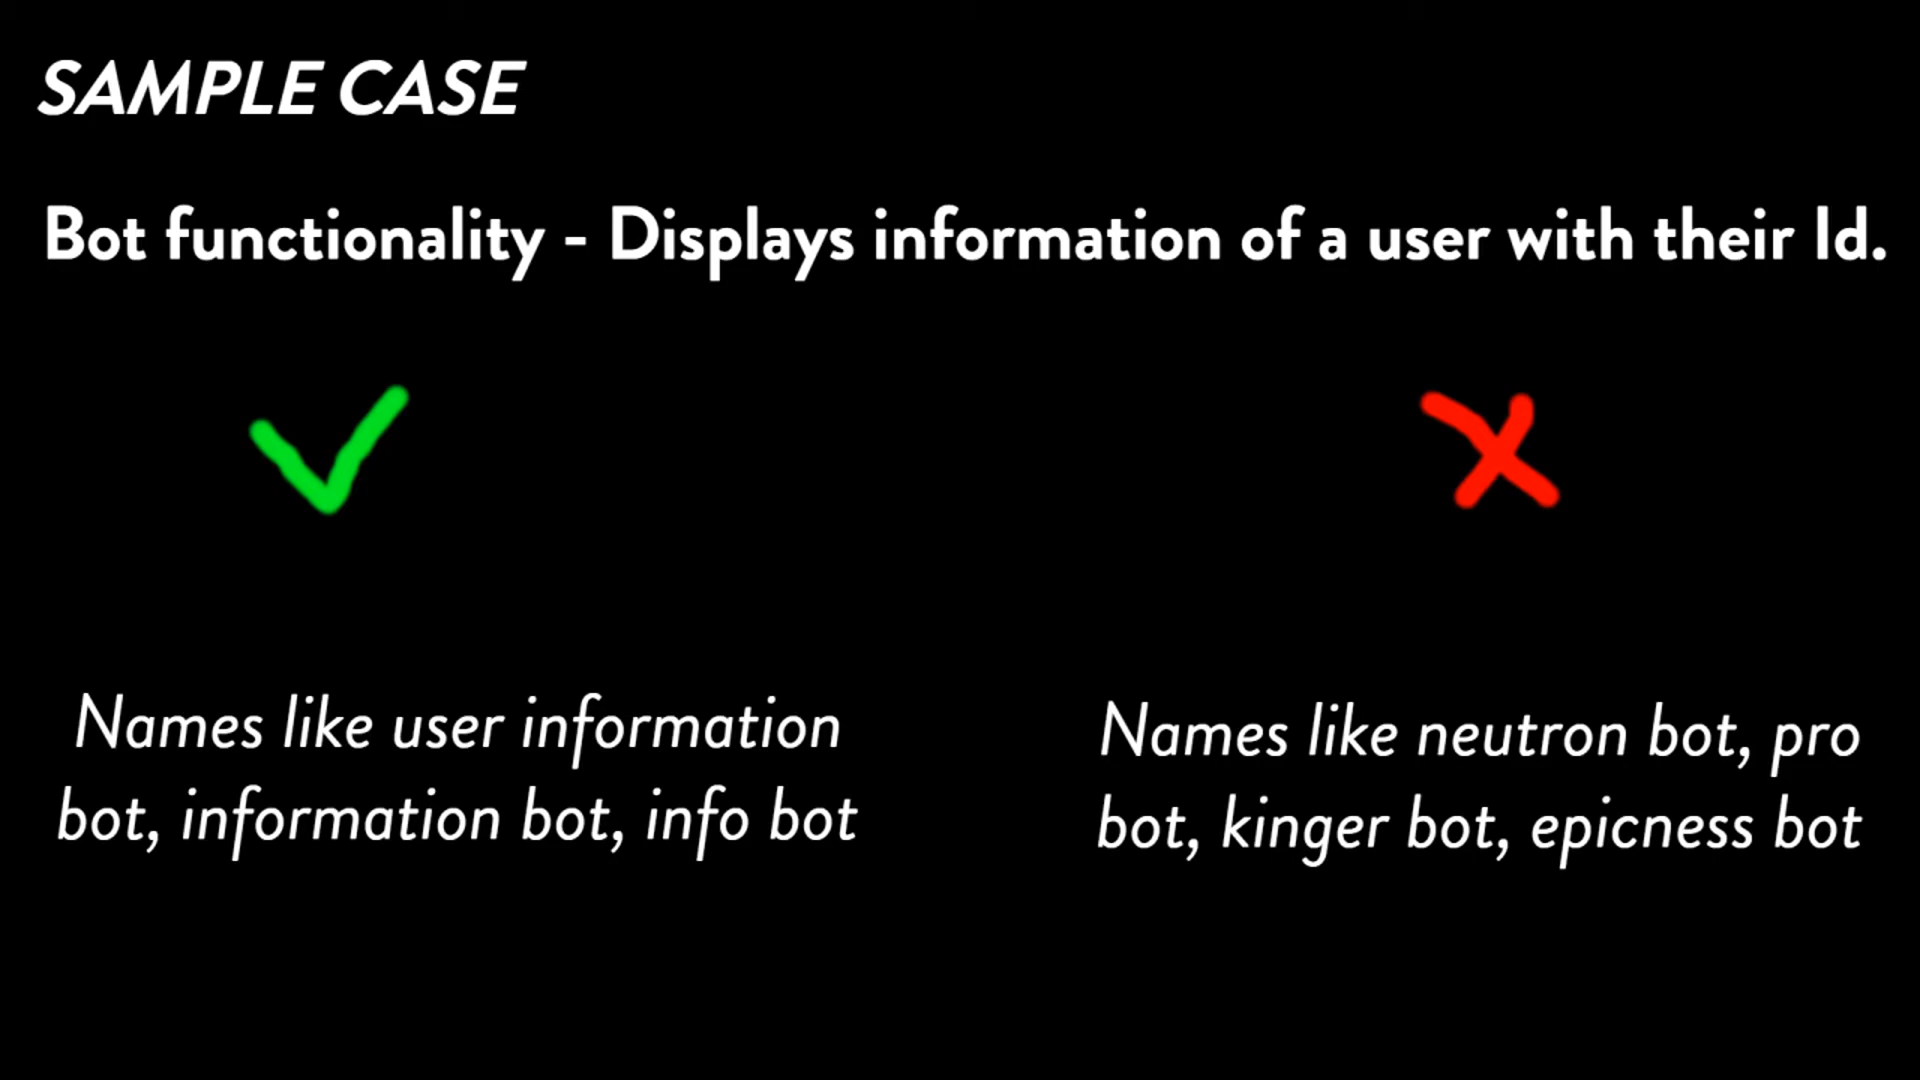 SAMPLE CASE
Bot functionality - Displays information of a user with their Id.
Names like user information
bot, information bot, info bot
Names like neutron bot, pro
bot, kinger bot, epicness bot